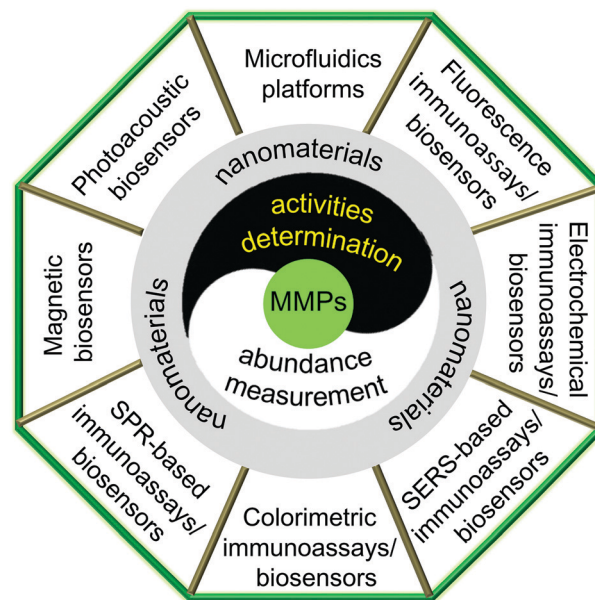 Microfluidics
platforms
Fluorescence
immunoassays/
biosensors
Electrochemical
immunoassays/
biosensors
SERS-based
immunoassays/
biosensors
Colorimetric
immunoassays/
biosensors
SPR-based
immunoassays/
biosensors
Magnetic
biosensors
Photoacoustic
biosensors
nanomaterials
nanomaterials
nanomaterials
activities
determination
MMPs
abundance
measurement